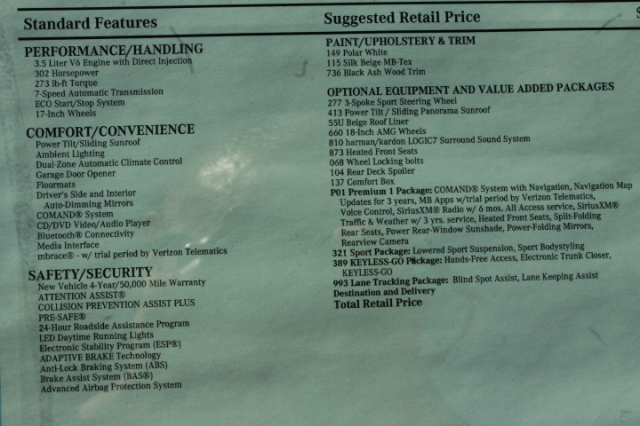 Standard Features
Suggested Retail Price
PERFORMANCE/HANDLING
3.5 Liter V6 Engine with Direct Injection
302 Horsepower
273 lb-ft Torque
7-Speed Automatic Transmission
ECO Start/Stop System
17-Inch Wheels
COMFORT/CONVENIENCE
Power Tilt/Sliding Sunroof
Ambient Lighting
Dual-Zone Automatic Climate Control
Garage Door Opener
Floormats
Driver's Side and Interior
Auto-Dimming Mirrors
COMAND® System
CD/DVD Video/Audio Player
Bluetooth® Connectivity
Media Interface
mbrace® - w/ trial period by Verizon Telematics
SAFETY/SECURITY
New Vehicle 4-Year/50,000 Mile Warranty
ATTENTION ASSIST®
COLLISION PREVENTION ASSIST PLUS
PRE-SAFE®
24-Hour Roadside Assistance Program
LED Daytime Running Lights
Electronic Stability Program (ESP®)
ADAPTIVE BRAKE Technology
Anti-Lock Braking System (ABS)
Brake Assist System (BAS®)
Advanced Airbag Protection System
PAINT/UPHOLSTERY & TRIM
149 Polar White
115 Silk Beige MB-Tex
736 Black Ash Wood Trim
OPTIONAL EQUIPMENT AND VALUE ADDED PACKAGES
277 3-Spoke Sport Steering Wheel
413 Power Tilt / Sliding Panorama Sunroof
55U Beige Roof Liner
660 18-Inch AMG Wheels
810 harman/kardon LOGIC7 Surround Sound System
873 Heated Front Seats
068 Wheel Locking bolts
104 Rear Deck Spoiler
137 Comfort Box
P01 Premium 1 Package: COMAND® System with Navigation, Navigation Map
Updates for 3 years, MB Apps w/trial period by Verizon Telematics,
Voice Control, SiriusXM® Radio w/ 6 mos. All Access service, SiriusXM®
Traffic & Weather w/ 3 yrs. service, Heated Front Seats, Split-Folding
Rear Seats, Power Rear-Window Sunshade, Power-Folding Mirrors,
Rearview Camera
321 Sport Package: Lowered Sport Suspension, Sport Bodystyling
389 KEYLESS-GO Package: Hands-Free Access, Electronic Trunk Closer,
KEYLESS-GO
993 Lane Tracking Package: Blind Spot Assist, Lane Keeping Assist
Destination and Delivery
Total Retail Price